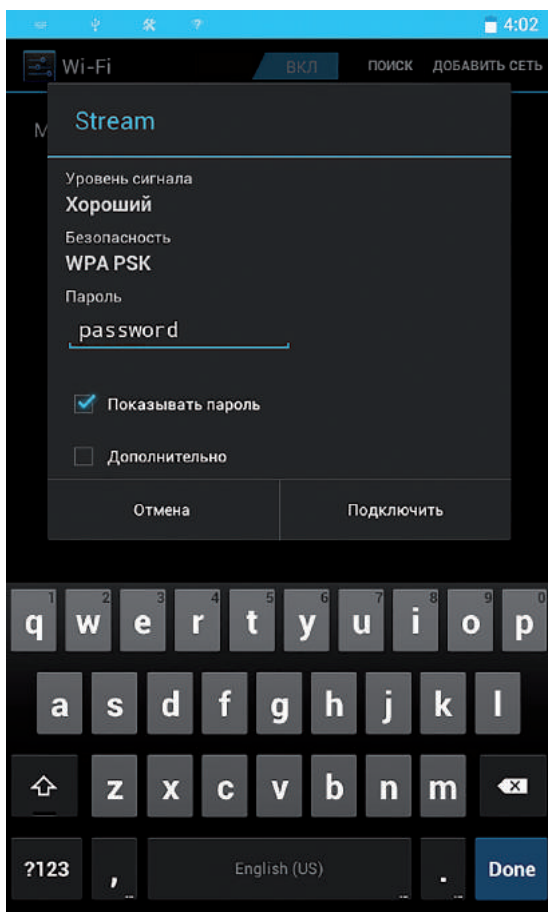 4:02
Wi-Fi ВКЛ ПОИСК ДОБАВИТЬ СЕТЬ
М
Stream
Уровень сигнала
Хороший
Безопасность
WPA PSK
Пароль
password
Показывать пароль
Дополнительно
Отмена Подключить
1 2 3 4 5 6 7 8 9 0
q w e r t y u i o p
a s d f g h j k l
z x c v b n m
?123 , English (US) . Done